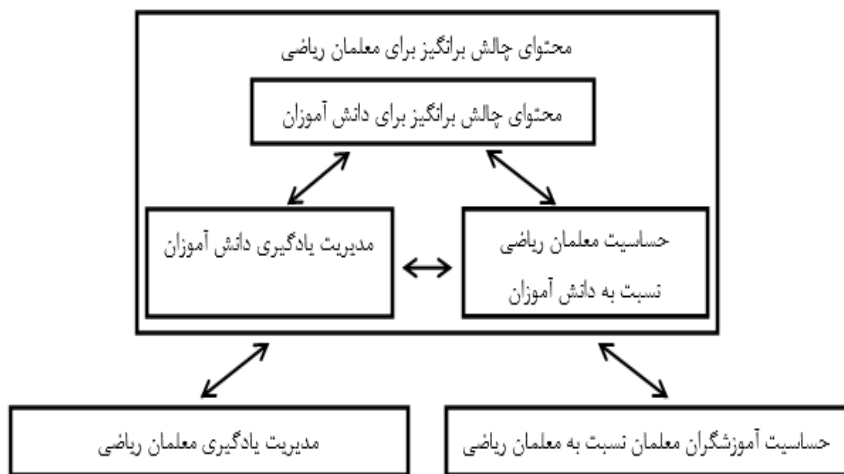 محتوای چالش برانگیز برای معلمان ریاضی
محتوای چالش برانگیز برای دانش آموزان
حساسیت معلمان ریاضی
نسبت به دانش آموزان
مدیریت یادگیری دانش آموزان
حساسیت آموزشگران معلمان نسبت به معلمان ریاضی
مدیریت یادگیری معلمان ریاضی